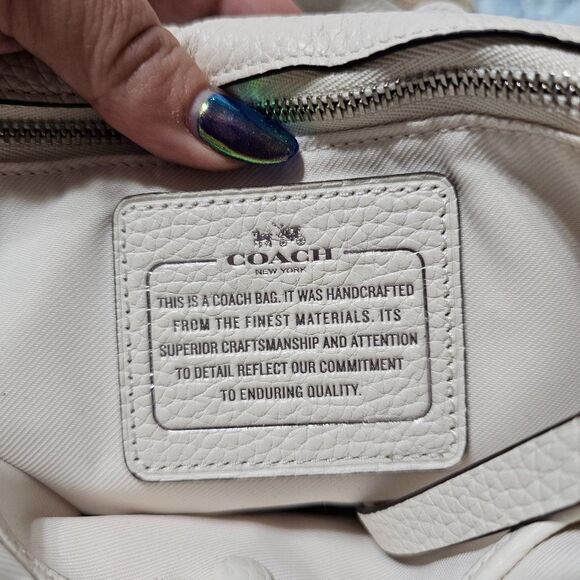 COACH
NEW YORK
THIS IS A COACH BAG. IT WAS HANDCRAFTED
FROM THE FINEST MATERIALS. ITS
SUPERIOR CRAFTSMANSHIP AND ATTENTION
TO DETAIL REFLECT OUR COMMITMENT
TO ENDURING QUALITY.